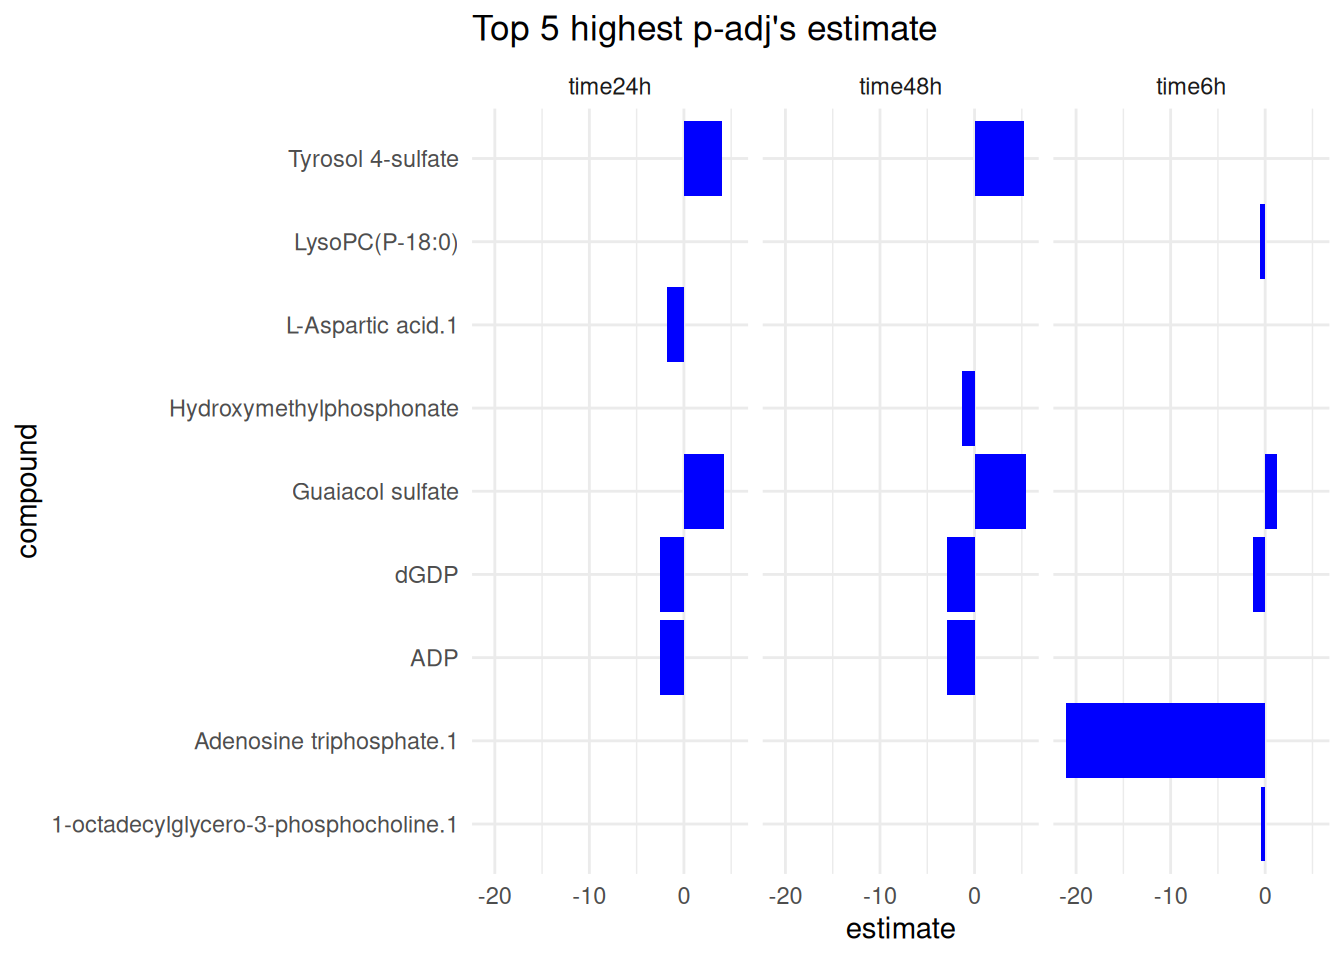 Top 5 highest p-adj's estimate
time24h time48h time6h
Tyrosol 4-sulfate
LysoPC(P-18:0)
L-Aspartic acid.1
Hydroxymethylphosphonate
Guaiacol sulfate
dGDP
ADP
Adenosine triphosphate.1
1-octadecylglycero-3-phosphocholine.1
compound
-20 -10 0 -20 -10 0 -20 -10 0
estimate